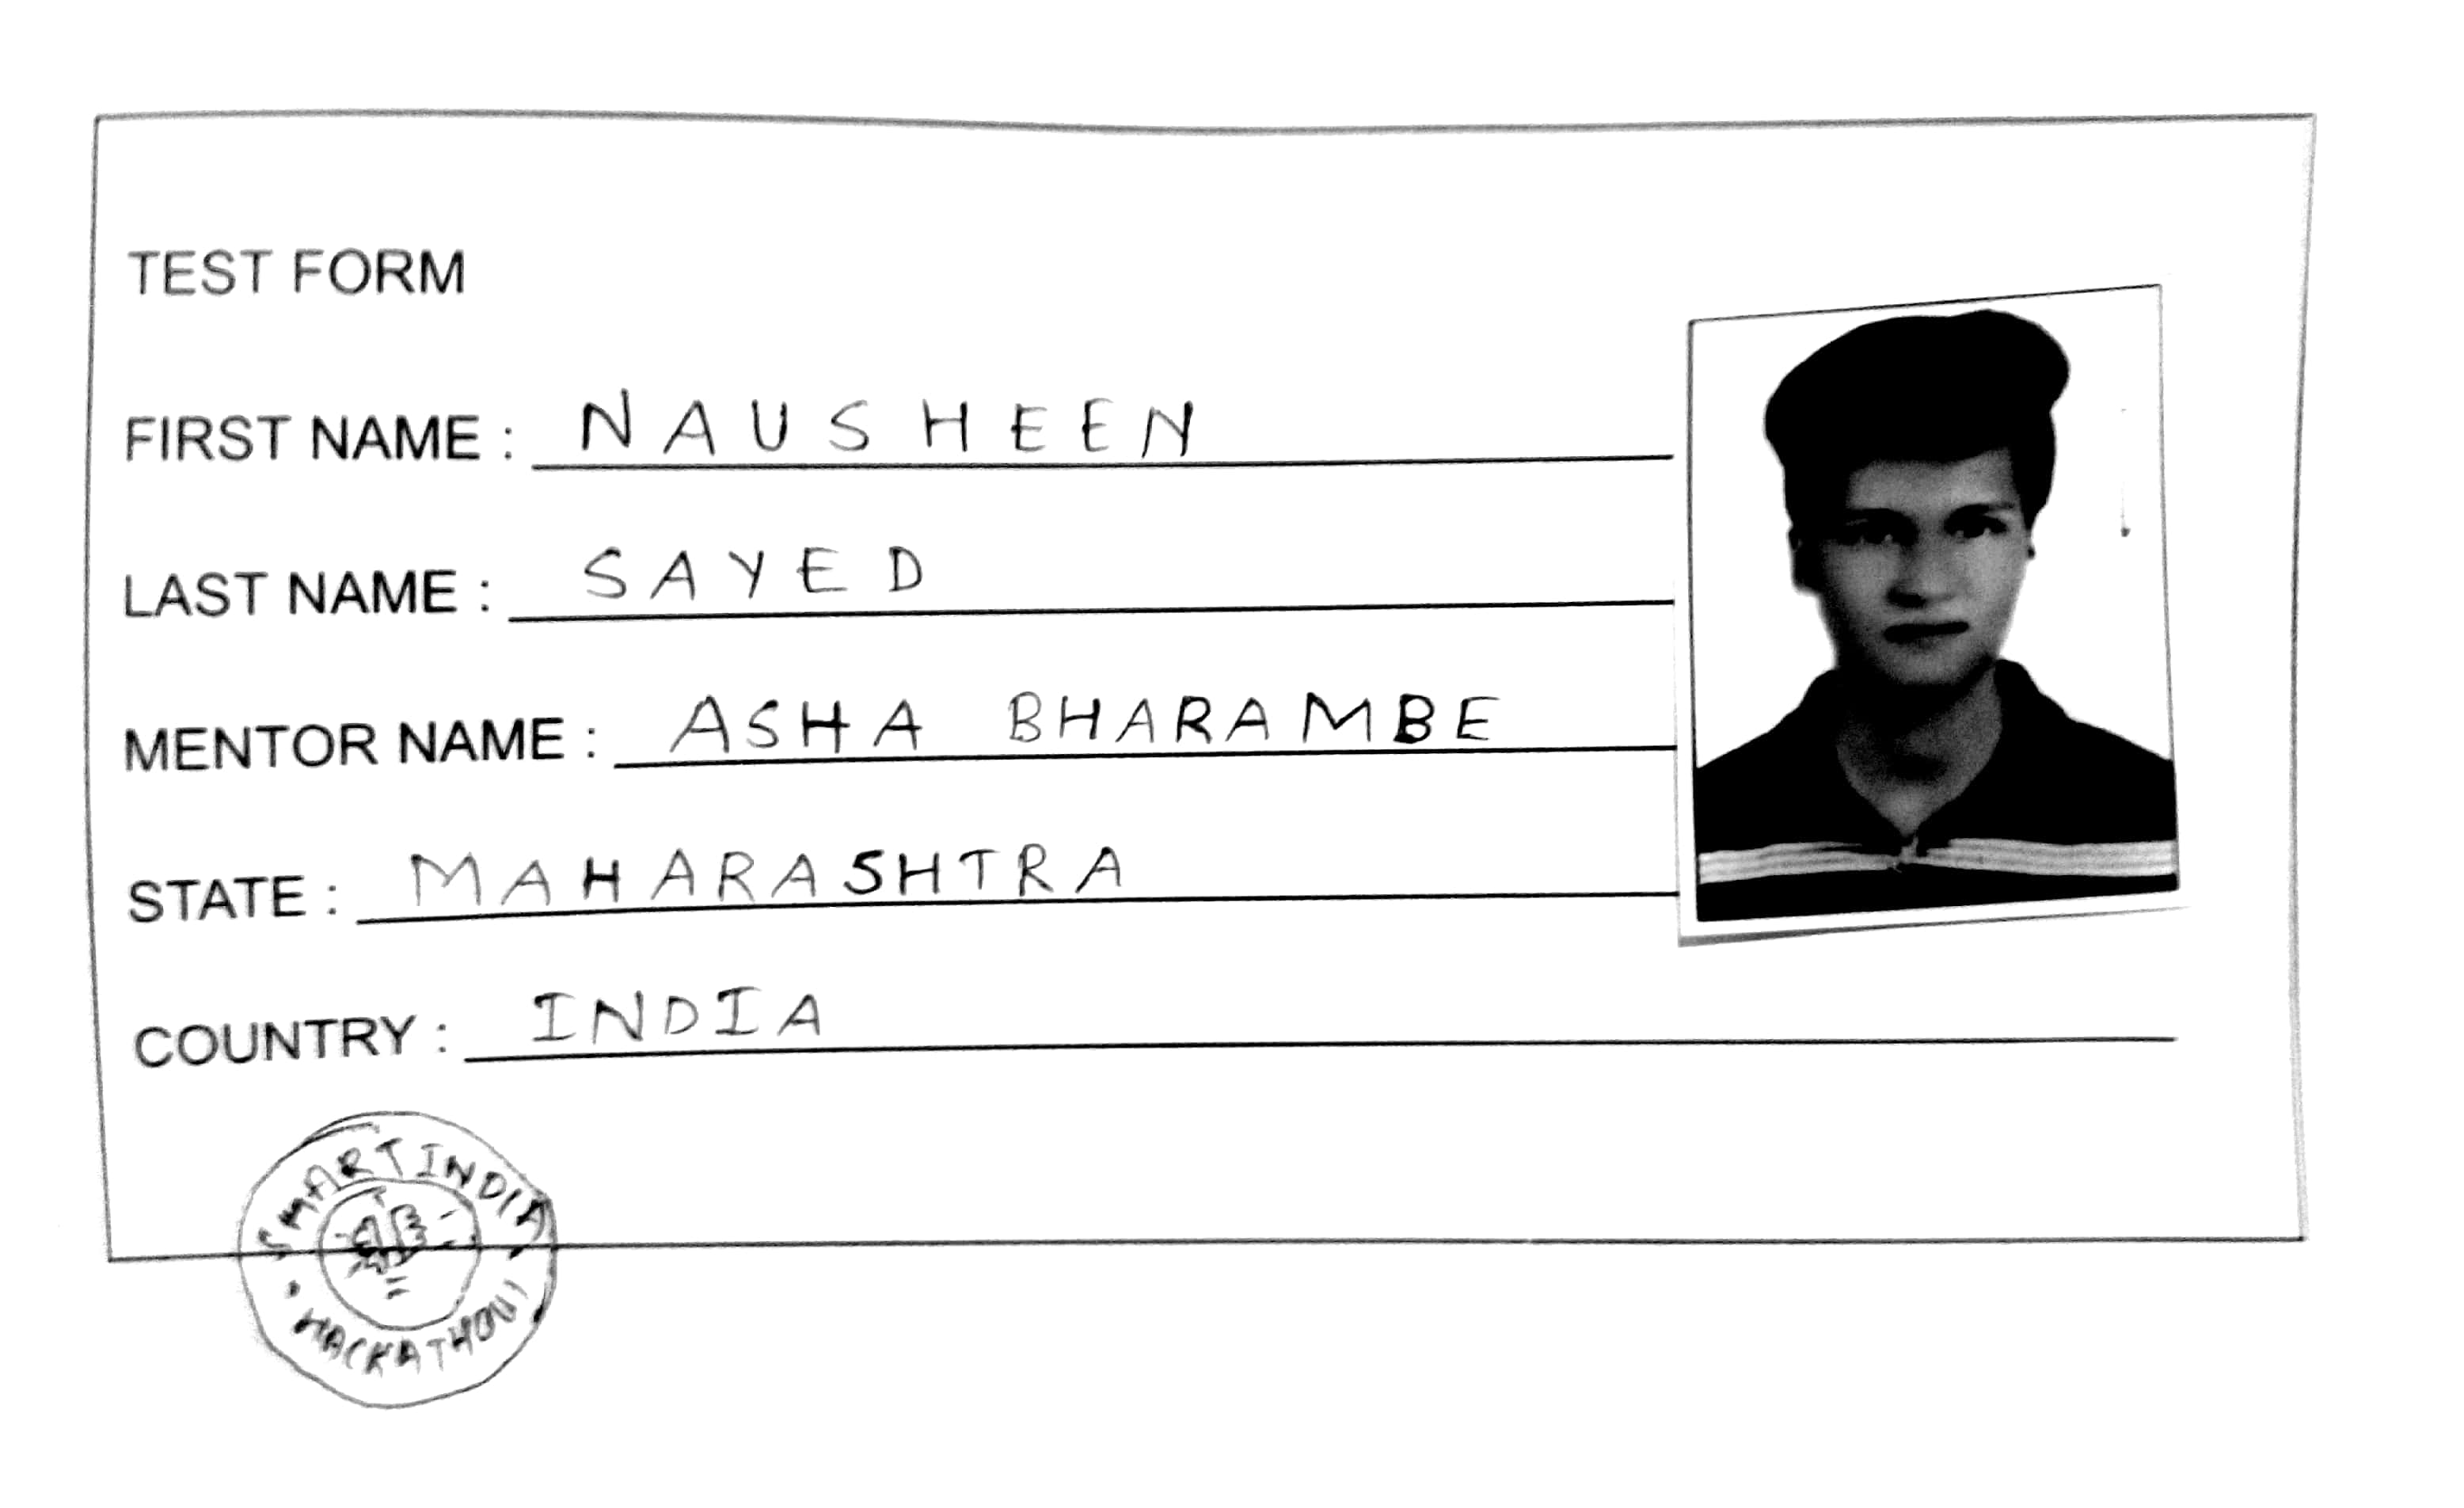 TEST FORM
FIRST NAME : NAUSHEEN
LAST NAME : SAYED
MENTOR NAME : ASHA BHARAMBE
STATE : MAHARASHTRA
COUNTRY : INDIA
SMART INDIA
HACKATHON